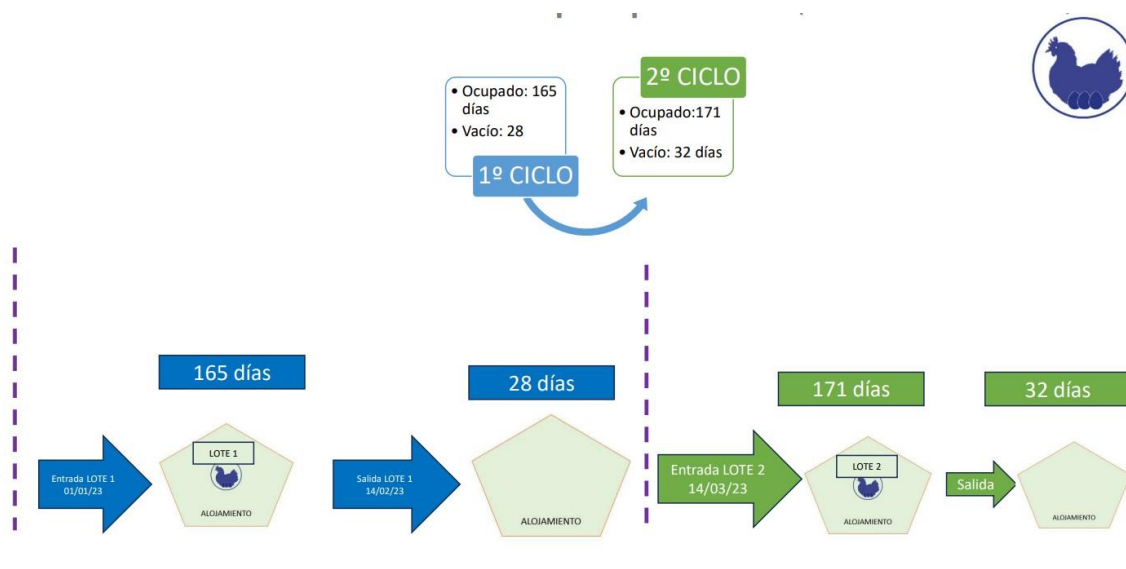 2º CICLO
• Ocupado: 165
días
• Vacío: 28
1º CICLO
• Ocupado:171
días
• Vacío: 32 días
165 días
28 días
171 días
32 días
Entrada LOTE 1
01/01/23
LOTE 1
ALOJAMIENTO
Salida LOTE 1
14/02/23
ALOJAMIENTO
Entrada LOTE 2
14/03/23
LOTE 2
ALOJAMIENTO
Salida
ALOJAMIENTO